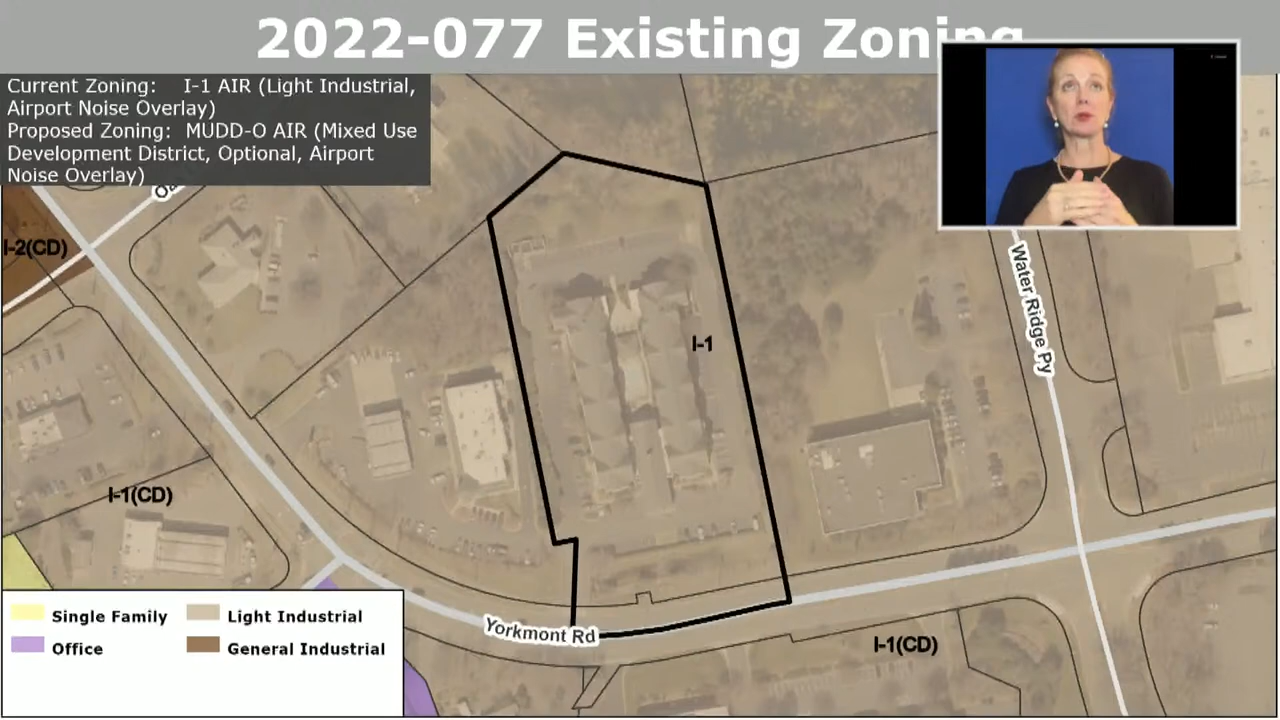 2022-077 Existing Zoning
Current Zoning: I-1 AIR (Light Industrial,
Airport Noise Overlay)
Proposed Zoning: MUDD-O AIR (Mixed Use
Development District, Optional, Airport
Noise Overlay)
I-2(CD)
Water Ridge Py
I-1
I-1(CD)
Yorkmont Rd
I-1(CD)
Single Family
Light Industrial
Office
General Industrial